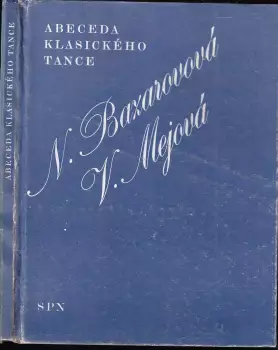 ABECEDA KLASICKÉHO TANCE
ABECEDA
KLASICKÉHO
TANCE
N. Bazarovová
V. Mejová
SPN